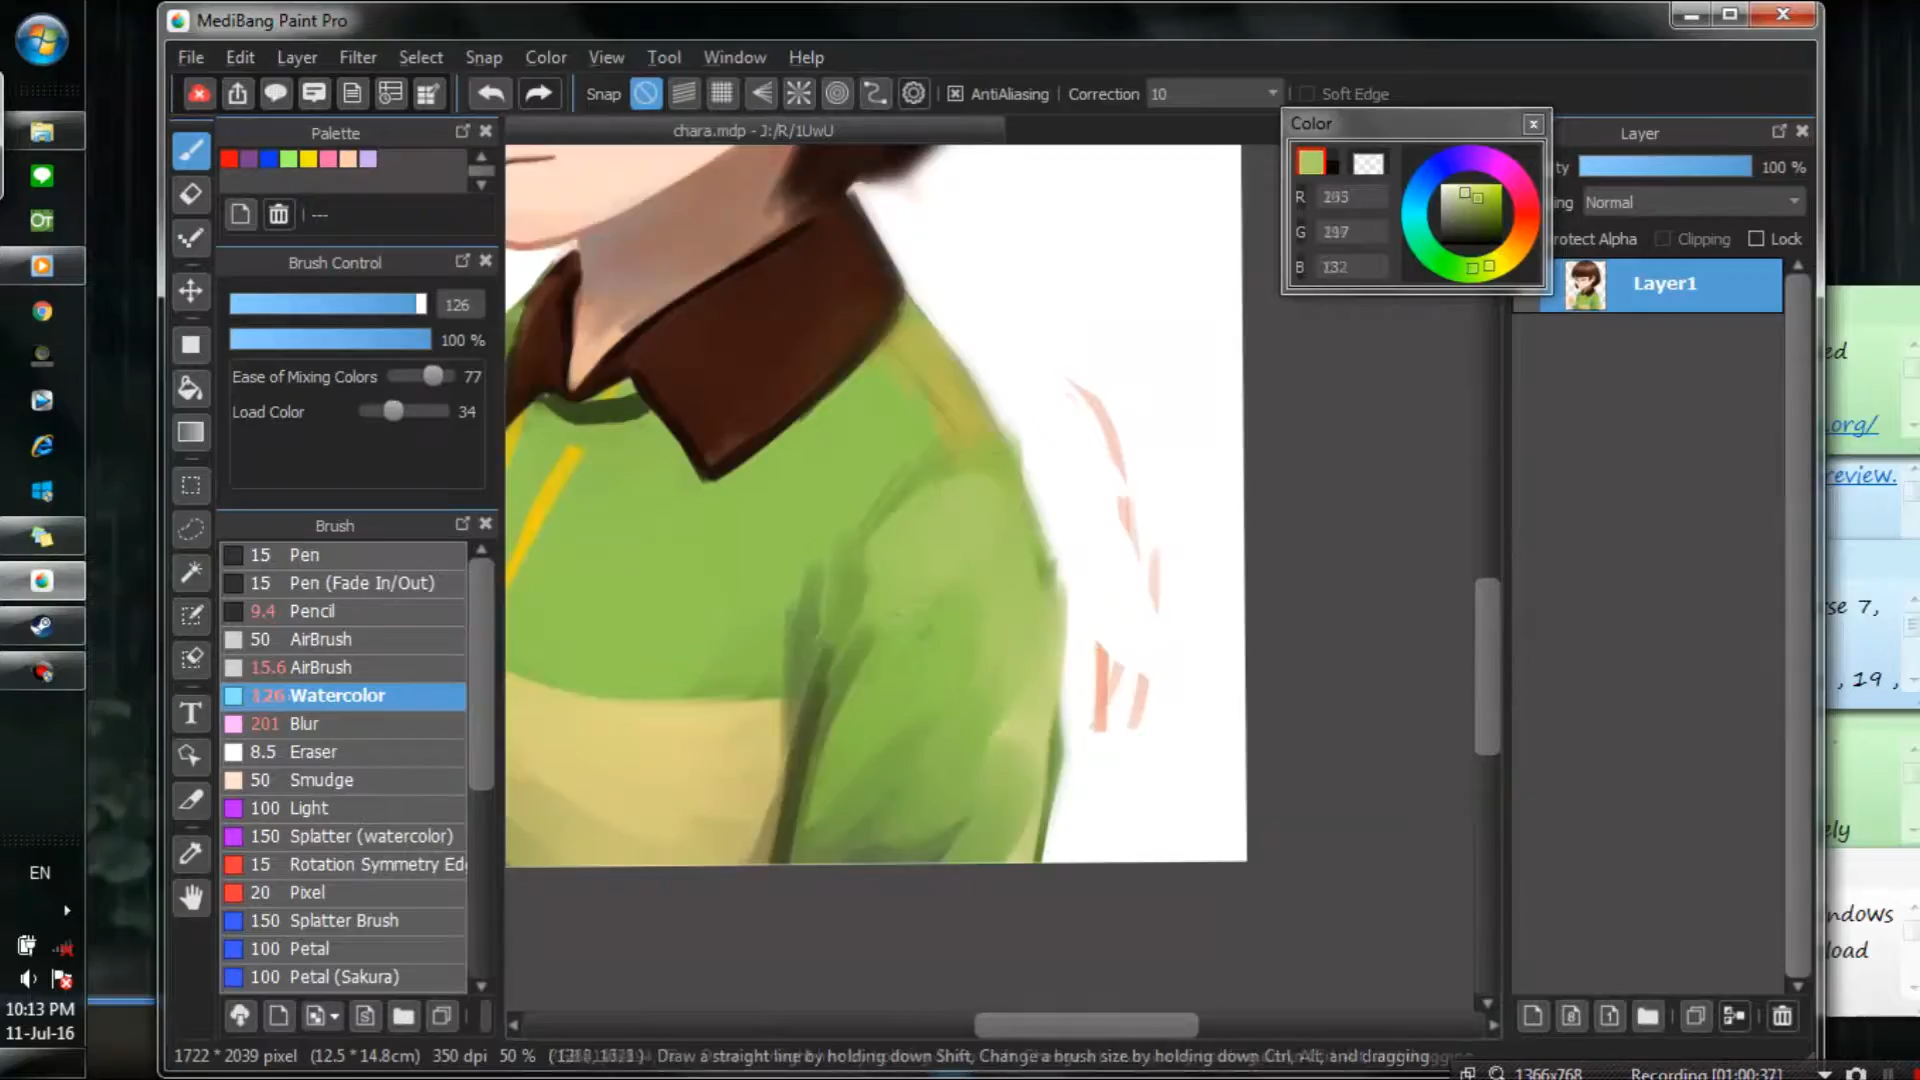 MediBang Paint Pro
File Edit Layer Filter Select Snap Color View Tool Window Help
Snap AntiAliasing Correction 10 Soft Edge
Palette
chara.mdp - J:/R/1UwU
Color
Layer
ty 100 %
R
ing Normal
G
rotect Alpha Clipping Lock
B
---
Brush Control
126
100 %
Ease of Mixing Colors 77
Load Color 34
Layer1
Brush
15 Pen
15 Pen (Fade In/Out)
9.4 Pencil
50 AirBrush
15.6 AirBrush
126 Watercolor
201 Blur
8.5 Eraser
50 Smudge
100 Light
150 Splatter (watercolor)
15 Rotation Symmetry Ed
20 Pixel
150 Splatter Brush
100 Petal
100 Petal (Sakura)
1722 * 2039 pixel (12.5 * 14.8cm) 350 dpi 50 % Draw a straight line by holding down Shift, Change a brush size by holding down Ctrl, Alt, and dragging
OT
EN
10:13 PM
11-Jul-16
ed
.org/
review.
se 7,
, 19 ,
ely
ndows
load
1366x768 Recording [01:00:37]